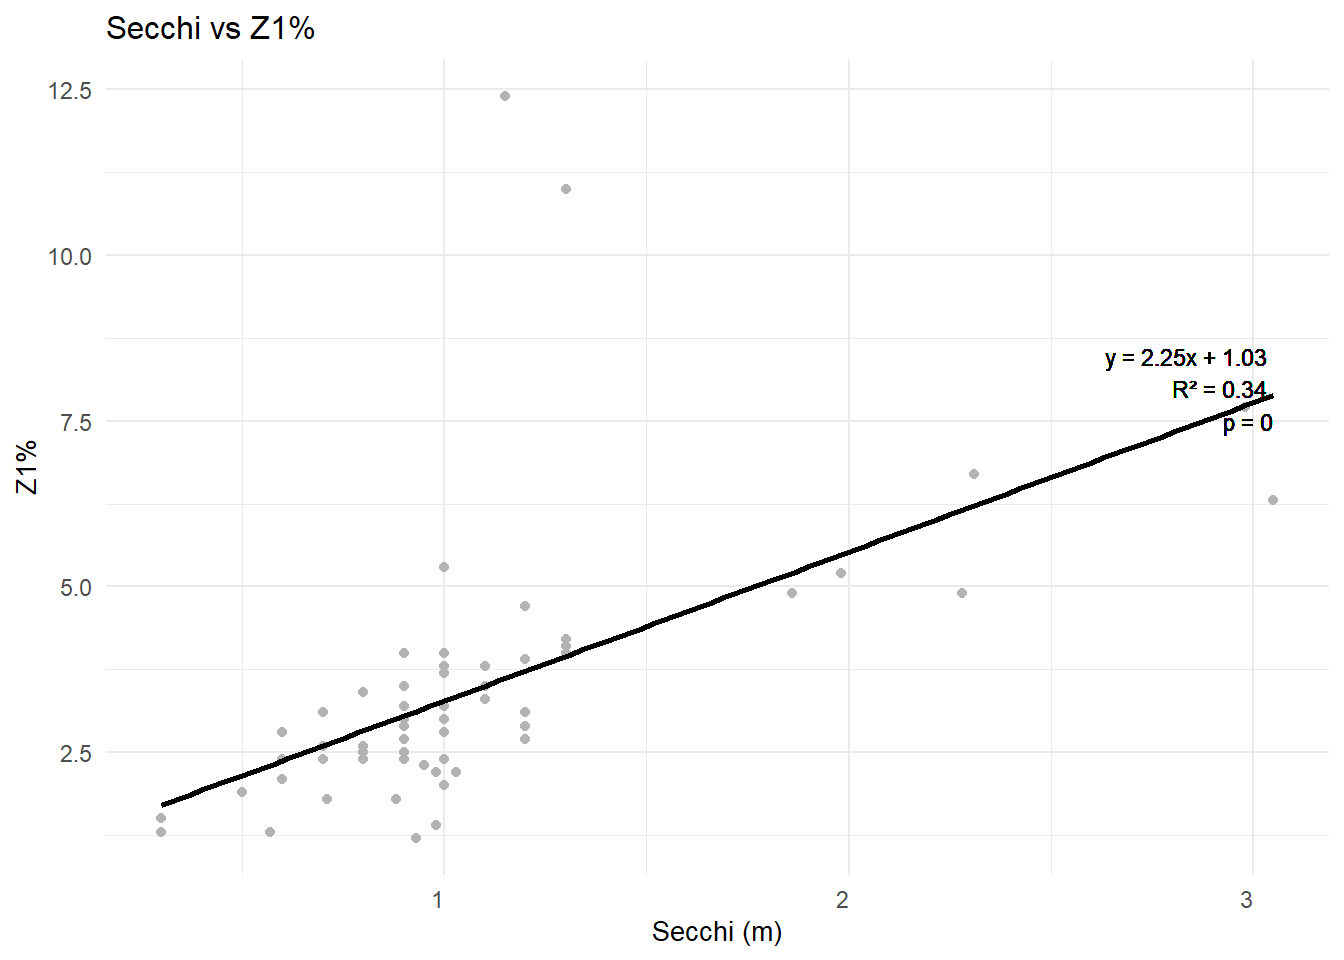 Secchi vs Z1%
12.5
10.0
7.5
5.0
2.5
Z1%
y = 2.25x + 1.03
R² = 0.34
p = 0
1
2
3
Secchi (m)